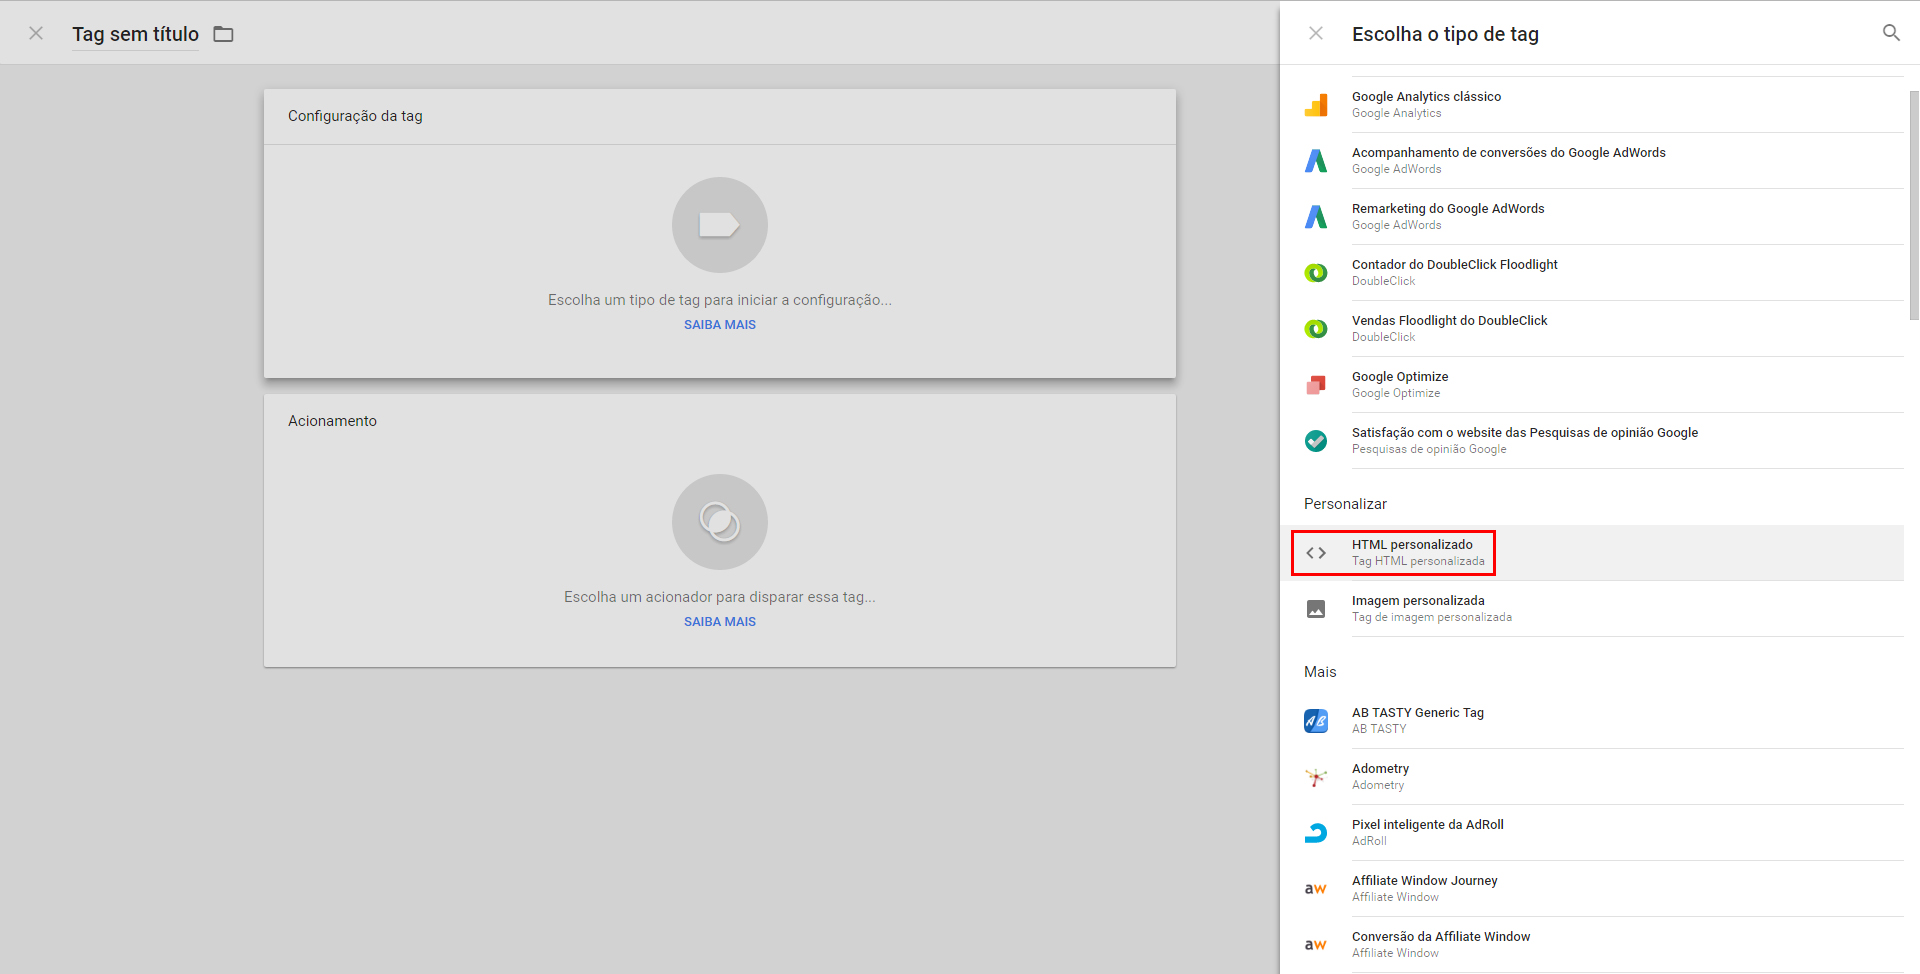 Tag sem título
Configuração da tag
Escolha um tipo de tag para iniciar a configuração...
SAIBA MAIS
Acionamento
Escolha um acionador para disparar essa tag...
SAIBA MAIS
Escolha o tipo de tag
Google Analytics clássico
Google Analytics
Acompanhamento de conversões do Google AdWords
Google AdWords
Remarketing do Google AdWords
Google AdWords
Contador do DoubleClick Floodlight
DoubleClick
Vendas Floodlight do DoubleClick
DoubleClick
Google Optimize
Google Optimize
Satisfação com o website das Pesquisas de opinião Google
Pesquisas de opinião Google
Personalizar
HTML personalizado
Tag HTML personalizada
Imagem personalizada
Tag de imagem personalizada
Mais
AB
AB TASTY Generic Tag
AB TASTY
Adometry
Adometry
Pixel inteligente da AdRoll
AdRoll
aw
Affiliate Window Journey
Affiliate Window
aw
Conversão da Affiliate Window
Affiliate Window